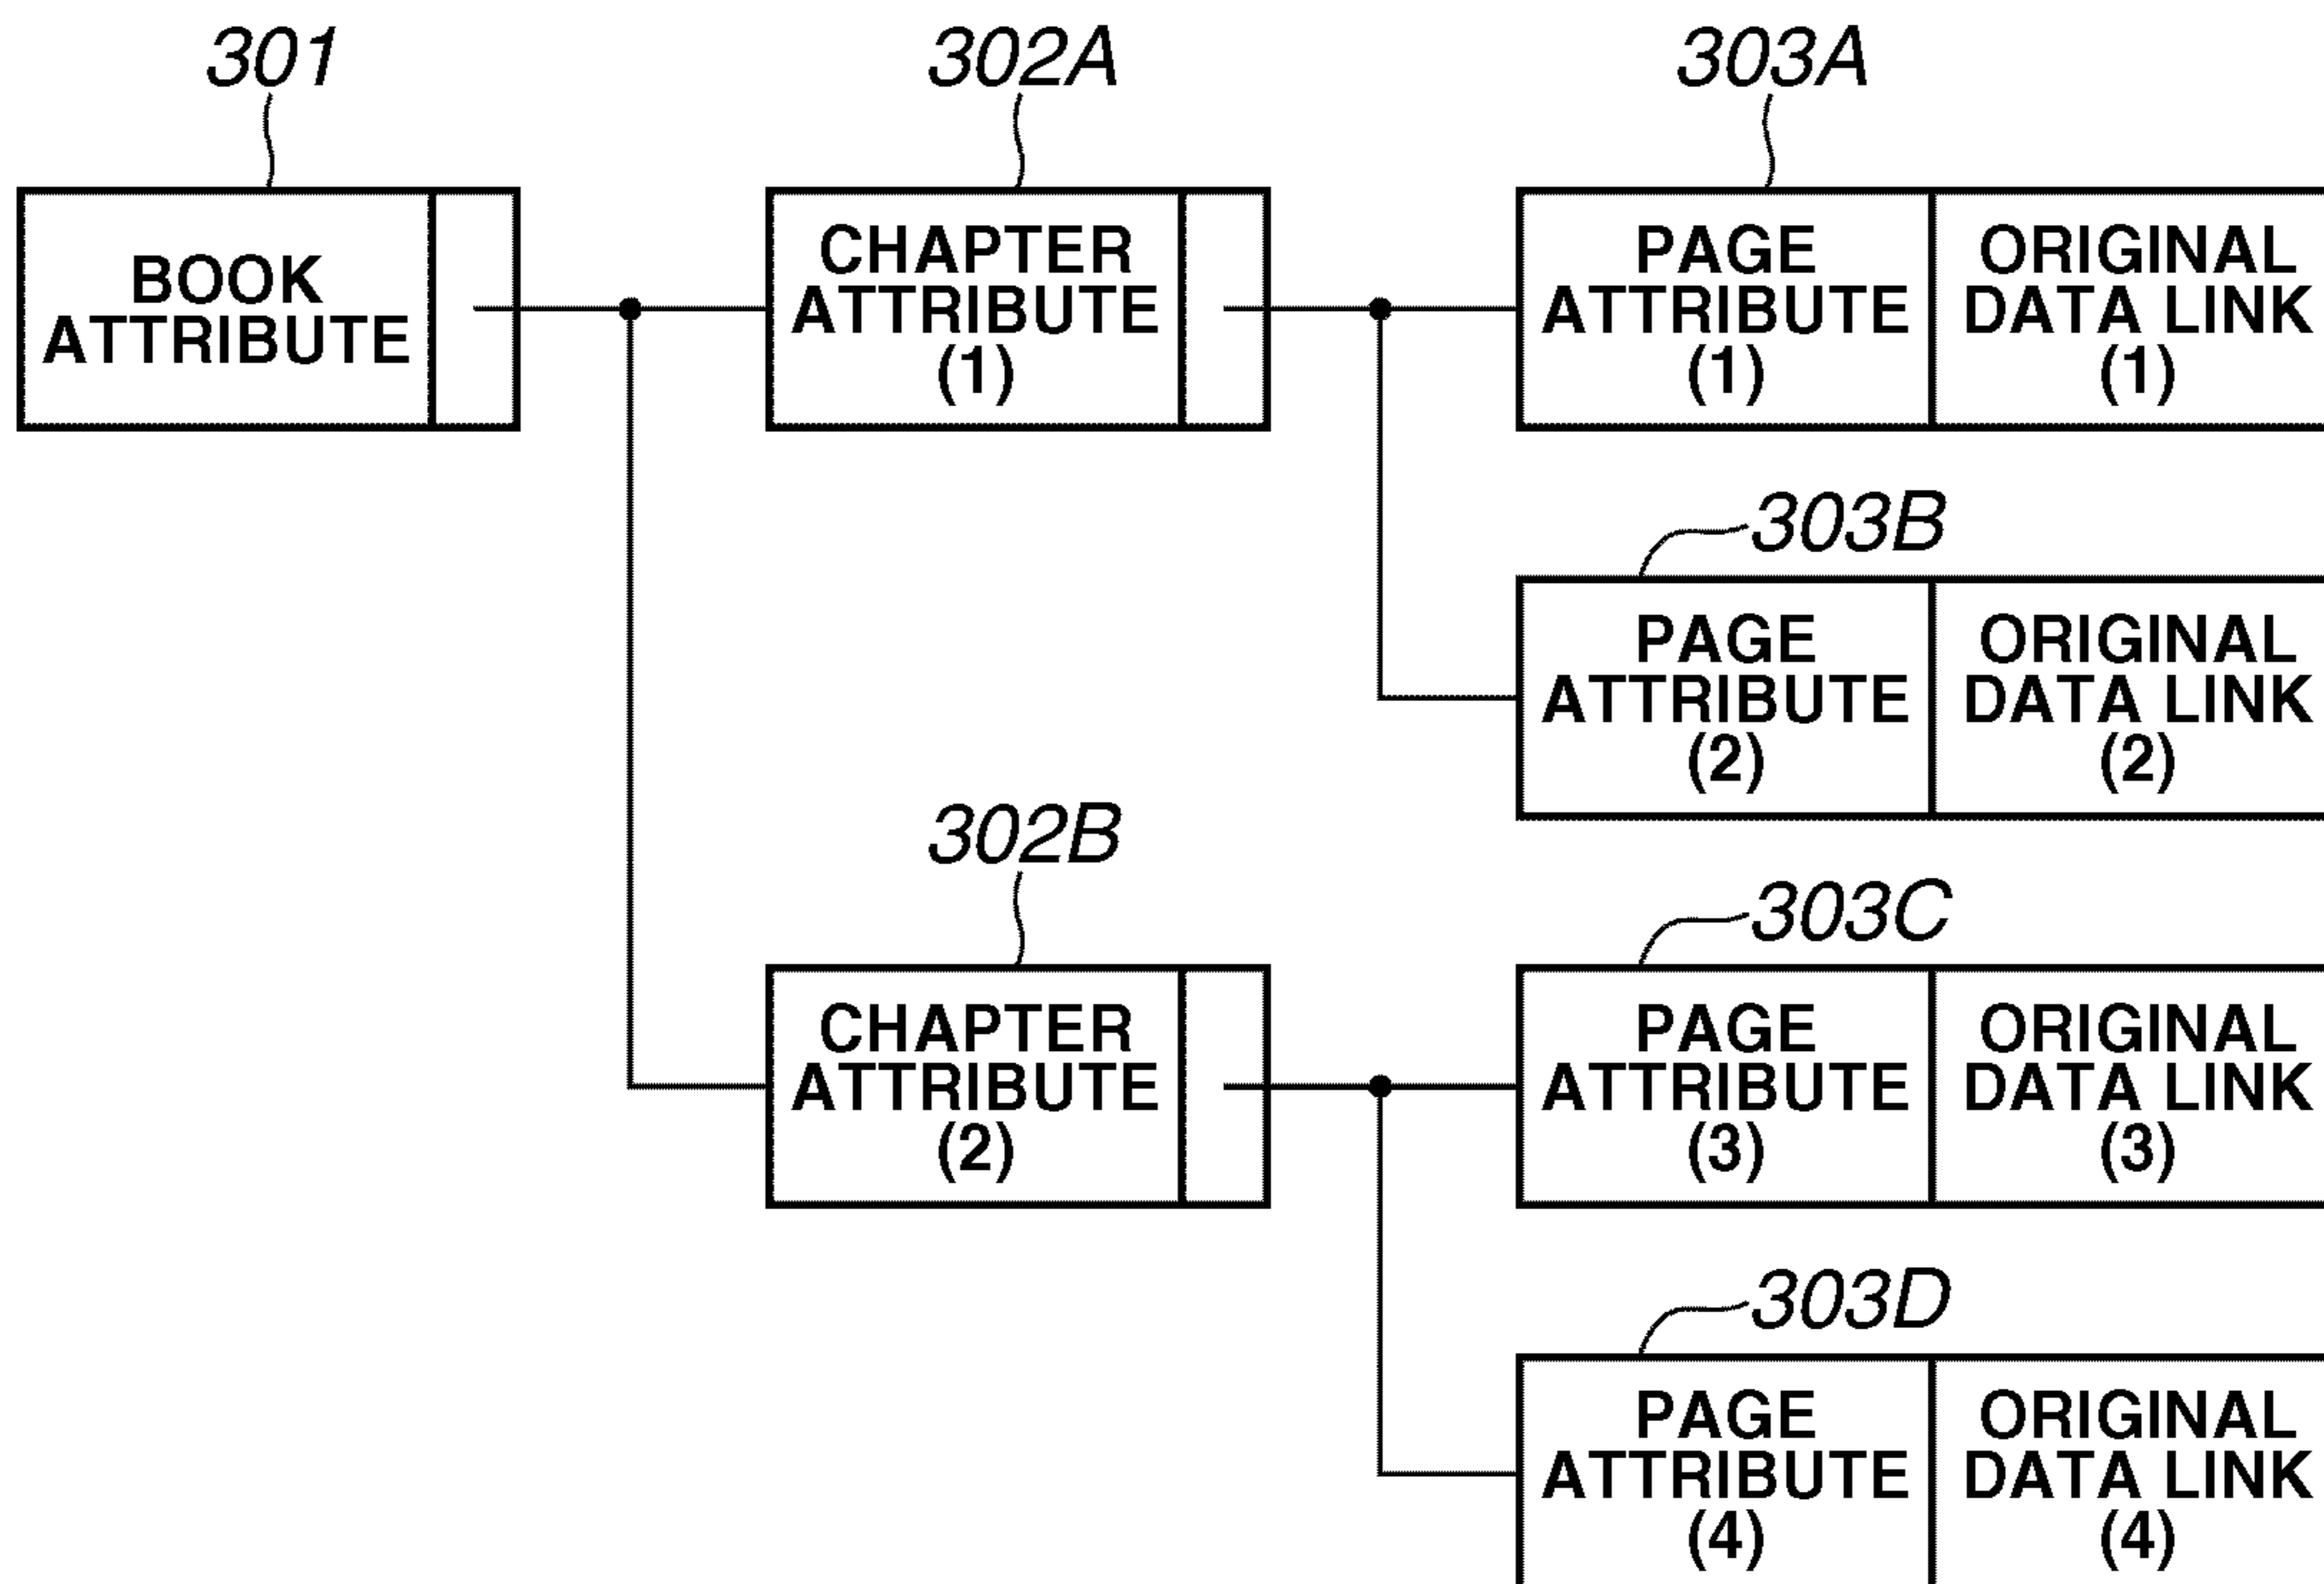 301
302A
303A
BOOK
ATTRIBUTE
CHAPTER
ATTRIBUTE
(1)
PAGE
ATTRIBUTE
(1)
ORIGINAL
DATA LINK
(1)
303B
PAGE
ATTRIBUTE
(2)
ORIGINAL
DATA LINK
(2)
302B
303C
CHAPTER
ATTRIBUTE
(2)
PAGE
ATTRIBUTE
(3)
ORIGINAL
DATA LINK
(3)
303D
PAGE
ATTRIBUTE
(4)
ORIGINAL
DATA LINK
(4)